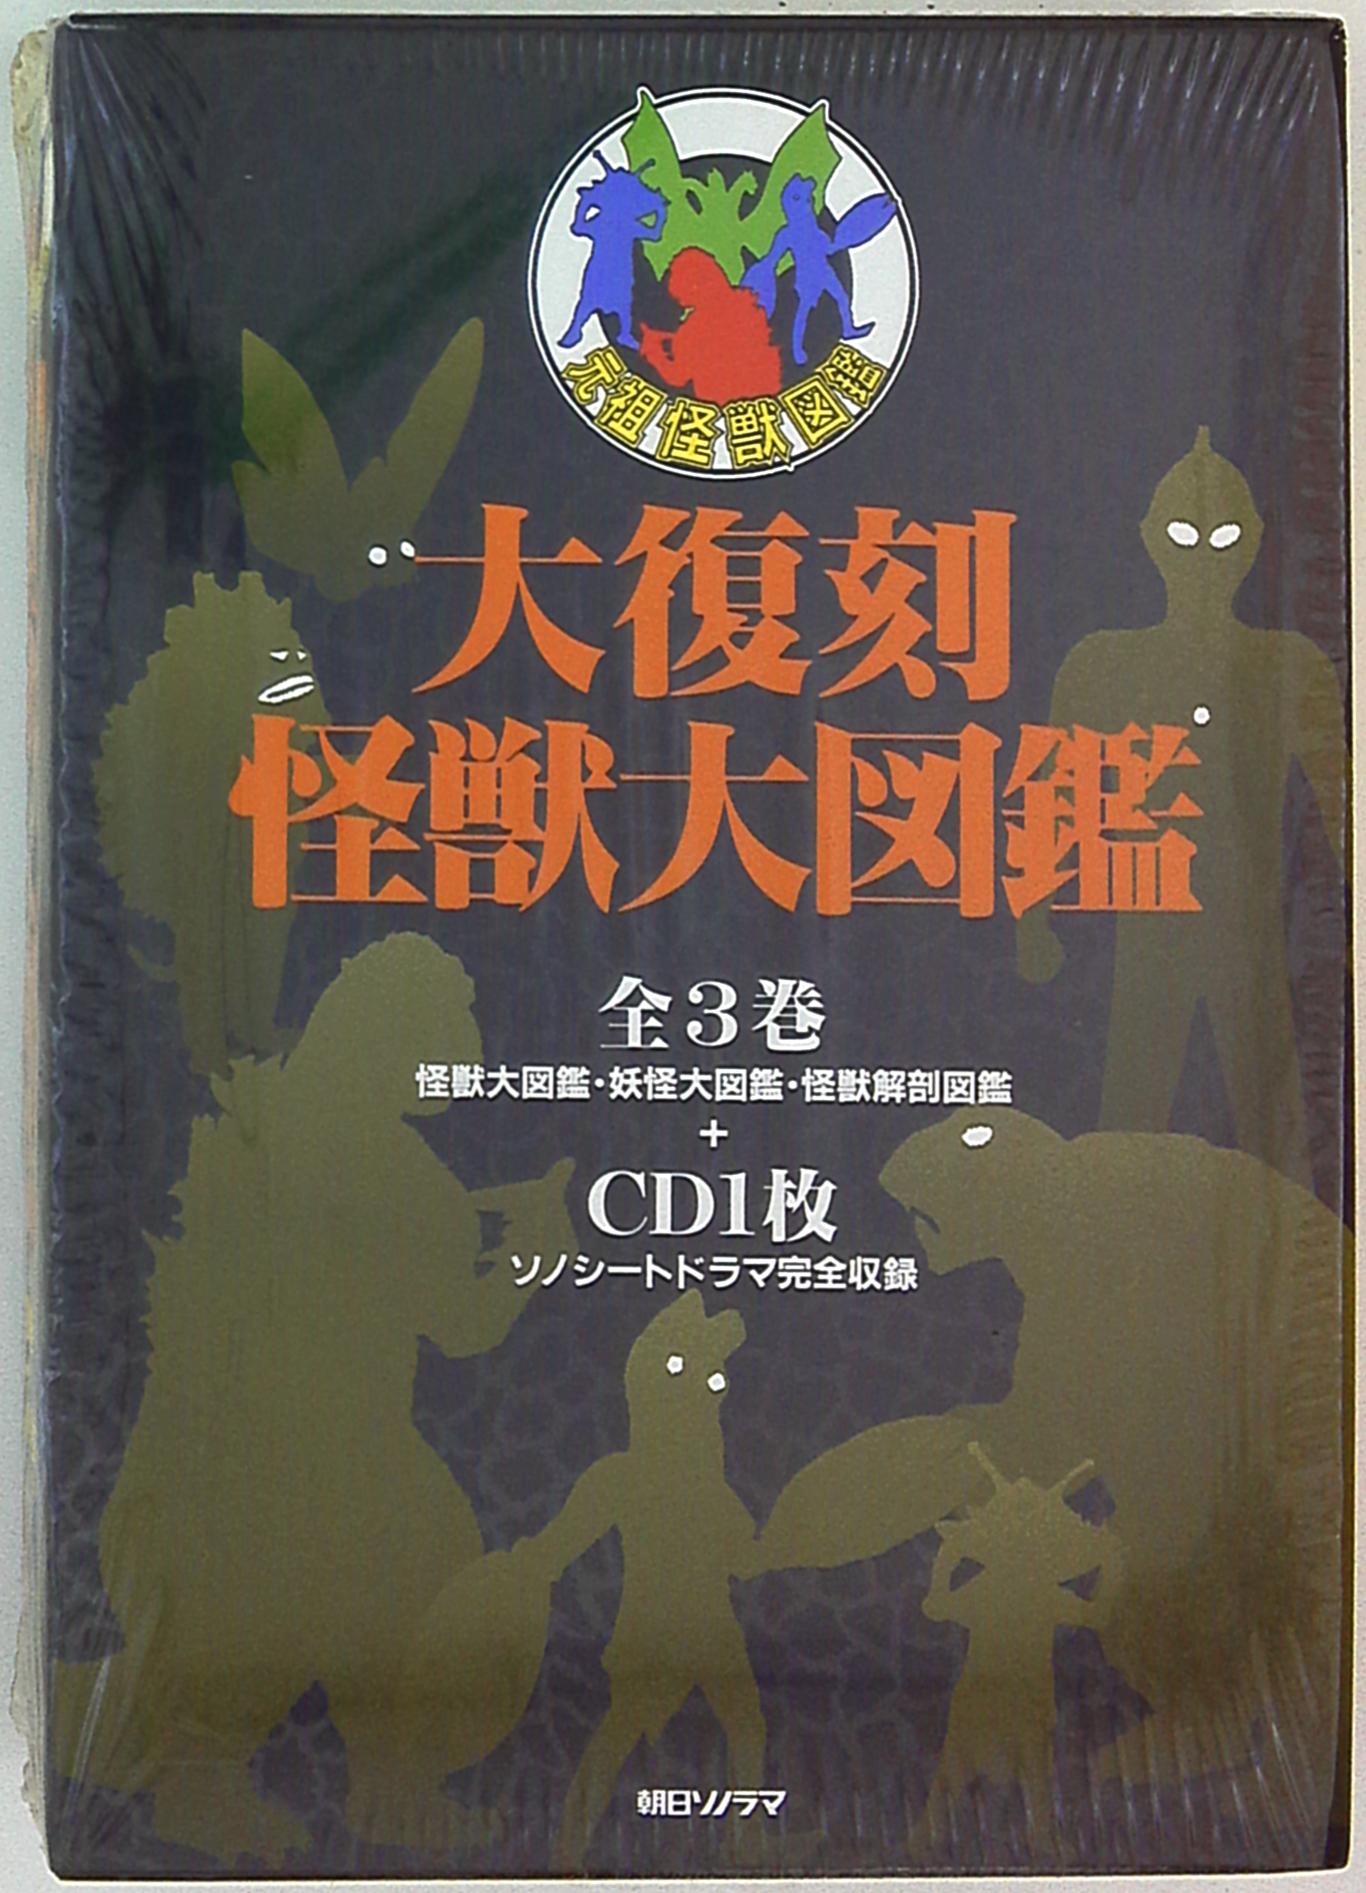 元祖怪獣図鑑
大復刻
怪獣大図鑑
全3巻
怪獣大図鑑・妖怪大図鑑・怪獣解剖図鑑
+
CD1枚
ソノシートドラマ完全収録
朝日ソノラマ